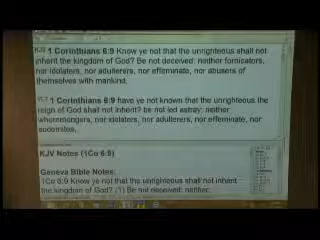 KJV 1 Corinthians 6:9 Know ye not that the unrighteous shall not
inherit the kingdom of God? Be not deceived: neither fornicators,
nor idolaters, nor adulterers, nor effeminate, nor abusers of
themselves with mankind,
YLT 1 Corinthians 6:9 have ye not known that the unrighteous the
reign of God shall not inherit? be not led astray; neither
whoremongers, nor idolaters, nor adulterers, nor effeminate, nor
sodomites,
KJV Notes (1Co 6:9)
Geneva Bible Notes:
1Co 6:9 Know ye not that the unrighteous shall not inherit
the kingdom of God? (1) Be not deceived: neither